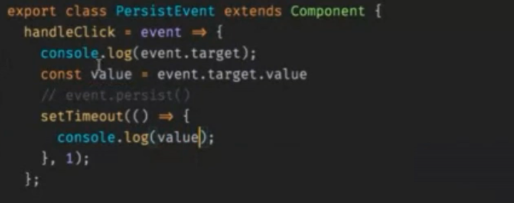 export class PersistEvent extends Component {
handleClick = event => {
console.log(event.target);
const value = event.target.value
// event.persist()
setTimeout(() => {
console.log(value);
}, 1);
};